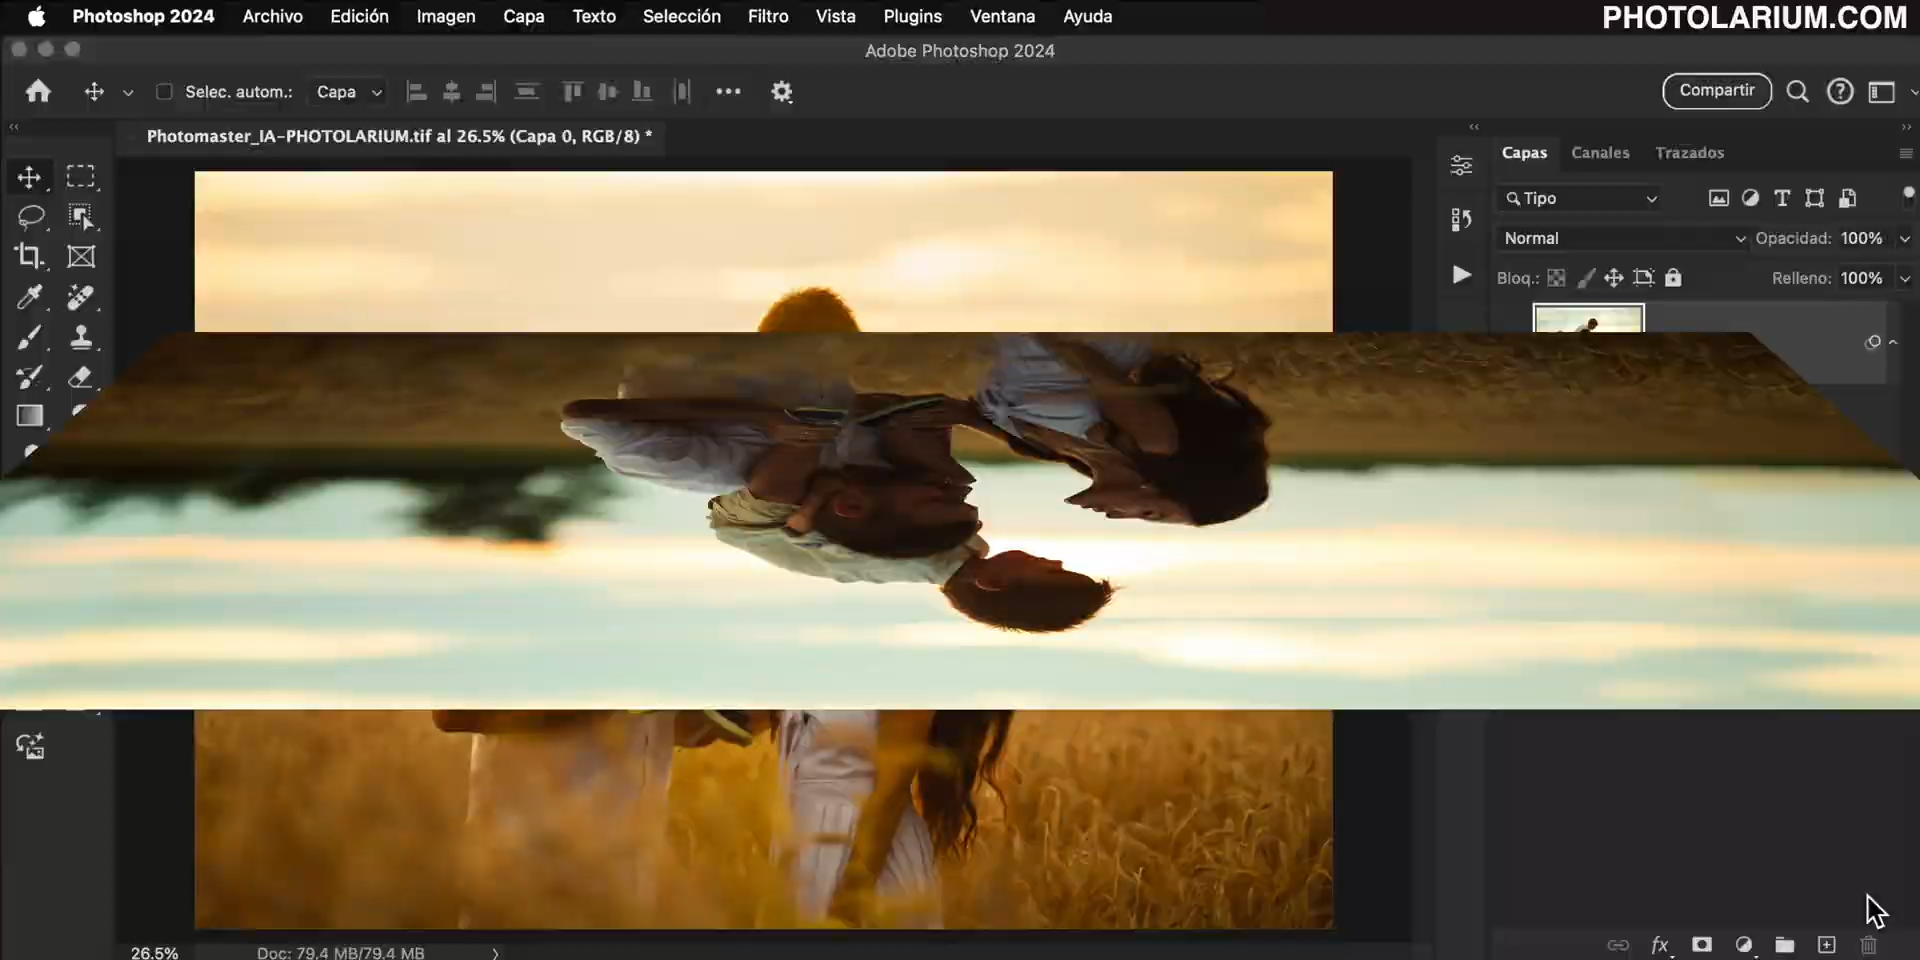 Photoshop 2024 Archivo Edición Imagen Capa Texto Selección Filtro Vista Plugins Ventana Ayuda
PHOTOLARIUM.COM
Adobe Photoshop 2024
Selec. autom.: Capa
Compartir
Photomaster_IA-PHOTOLARIUM.tif al 26.5% (Capa 0, RGB/8) *
Capas Canales Trazados
Tipo
Normal Opacidad: 100%
Bloq.: Relleno: 100%
fx
26.5% Doc: 79.4 MB/79.4 MB